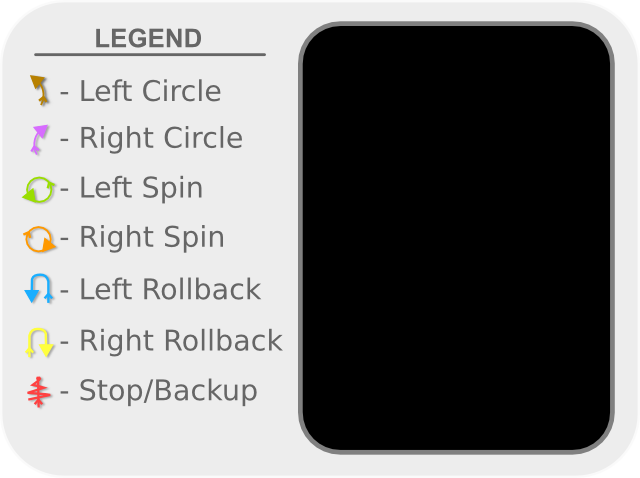 LEGEND
- Left Circle
- Right Circle
- Left Spin
- Right Spin
- Left Rollback
- Right Rollback
- Stop/Backup